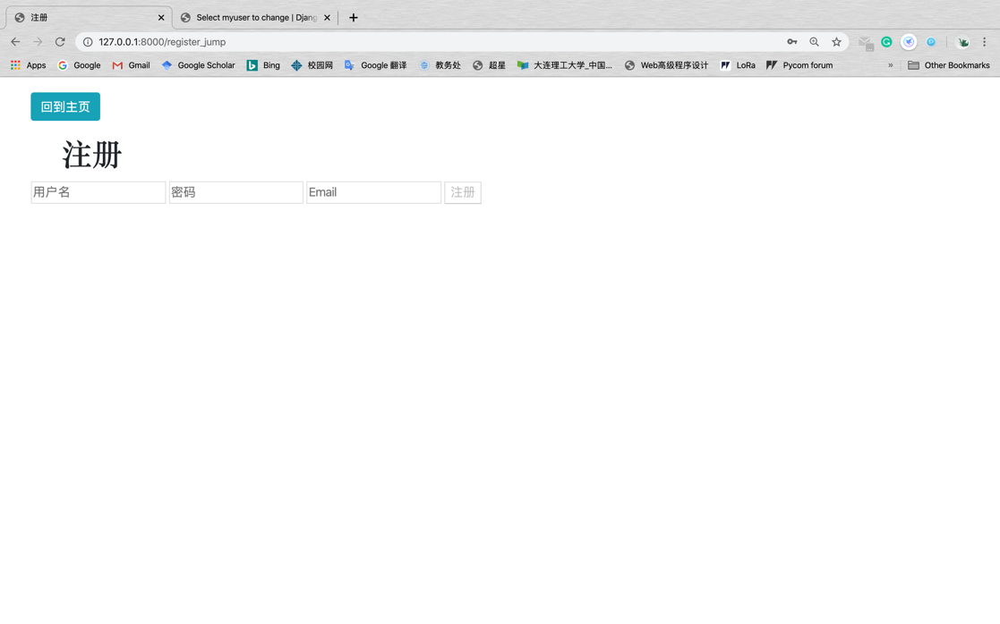 注册 Select myuser to change | Djang
127.0.0.1:8000/register_jump
Apps Google Gmail Google Scholar Bing 校园网 Google 翻译 教务处 超星 大连理工大学_中国... Web高级程序设计 LoRa Pycom forum » Other Bookmarks
回到主页
注册
用户名 密码 Email 注册